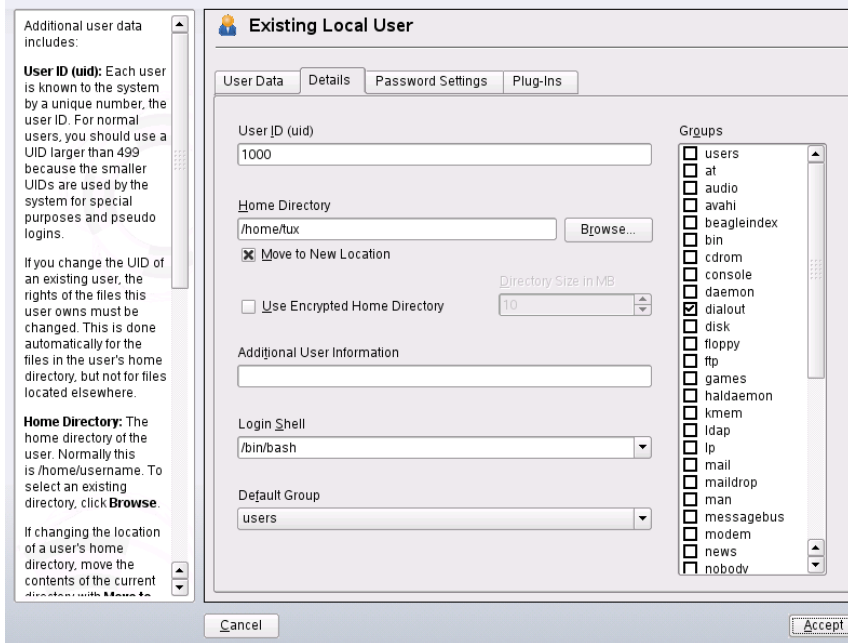 Additional user data
includes:
User ID (uid): Each user
is known to the system
by a unique number, the
user ID. For normal
users, you should use a
UID larger than 499
because the smaller
UIDs are used by the
system for special
purposes and pseudo
logins.
If you change the UID of
an existing user, the
rights of the files this
user owns must be
changed. This is done
automatically for the
files in the user's home
directory, but not for files
located elsewhere.
Home Directory: The
home directory of the
user. Normally this
is /home/username. To
select an existing
directory, click Browse.
If changing the location
of a user's home
directory, move the
contents of the current
directory with Move to
Existing Local User
User Data
Details
Password Settings
Plug-Ins
User ID (uid)
1000
Home Directory
/home/tux
Browse...
Move to New Location
Directory Size in MB
Use Encrypted Home Directory
10
Additional User Information
Login Shell
/bin/bash
Default Group
users
Groups
users
at
audio
avahi
beagleindex
bin
cdrom
console
daemon
dialout
disk
floppy
ftp
games
haldaemon
kmem
ldap
lp
mail
maildrop
man
messagebus
modem
news
nobody
Cancel
Accept